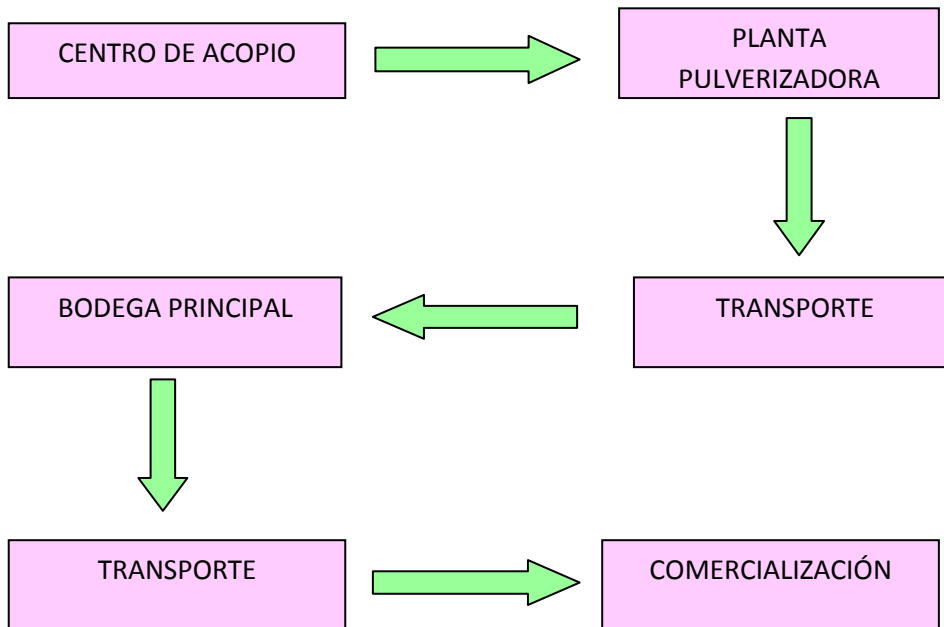 CENTRO DE ACOPIO
PLANTA
PULVERIZADORA
BODEGA PRINCIPAL
TRANSPORTE
TRANSPORTE
COMERCIALIZACIÓN